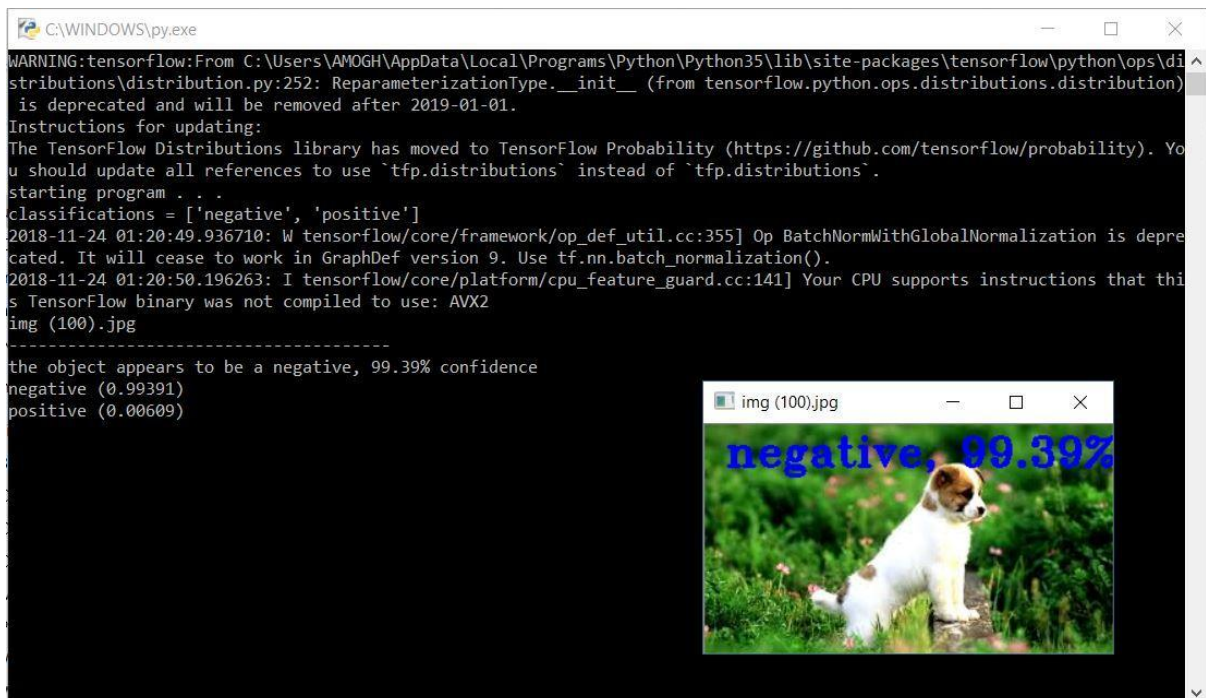 C:\WINDOWS\py.exe
WARNING:tensorflow:From C:\Users\AMOGH\AppData\Local\Programs\Python\Python35\lib\site-packages\tensorflow\python\ops\di
stributions\distribution.py:252: ReparameterizationType.__init__ (from tensorflow.python.ops.distributions.distribution)
 is deprecated and will be removed after 2019-01-01.
Instructions for updating:
The TensorFlow Distributions library has moved to TensorFlow Probability (https://github.com/tensorflow/probability). Yo
u should update all references to use `tfp.distributions` instead of `tfp.distributions`.
starting program . . .
classifications = ['negative', 'positive']
2018-11-24 01:20:49.936710: W tensorflow/core/framework/op_def_util.cc:355] Op BatchNormWithGlobalNormalization is depre
cated. It will cease to work in GraphDef version 9. Use tf.nn.batch_normalization().
2018-11-24 01:20:50.196263: I tensorflow/core/platform/cpu_feature_guard.cc:141] Your CPU supports instructions that thi
s TensorFlow binary was not compiled to use: AVX2
img (100).jpg
---------------------------------------
the object appears to be a negative, 99.39% confidence
negative (0.99391)
positive (0.00609)
img (100).jpg
negative, 99.39%